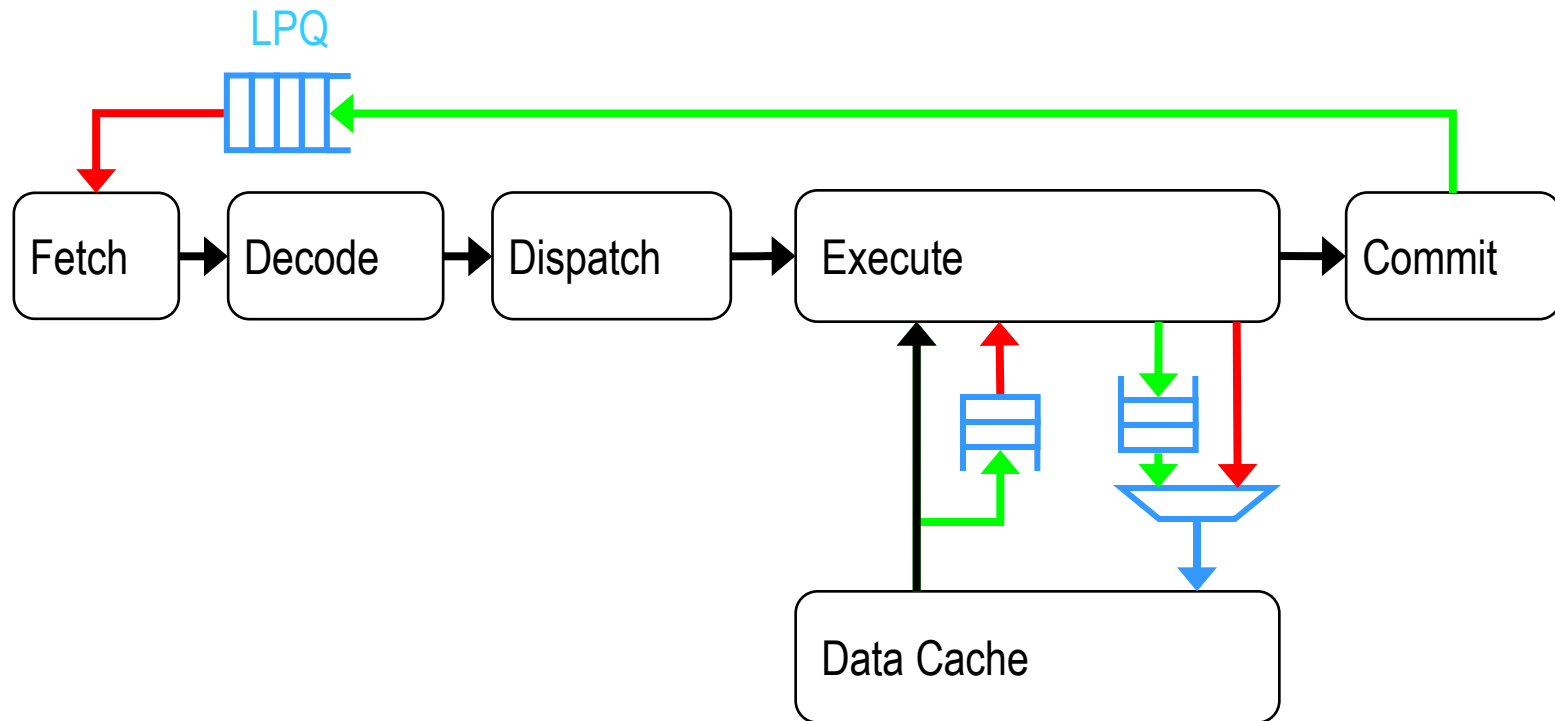 LPQ
Fetch
Decode
Dispatch
Execute
Commit
Data Cache